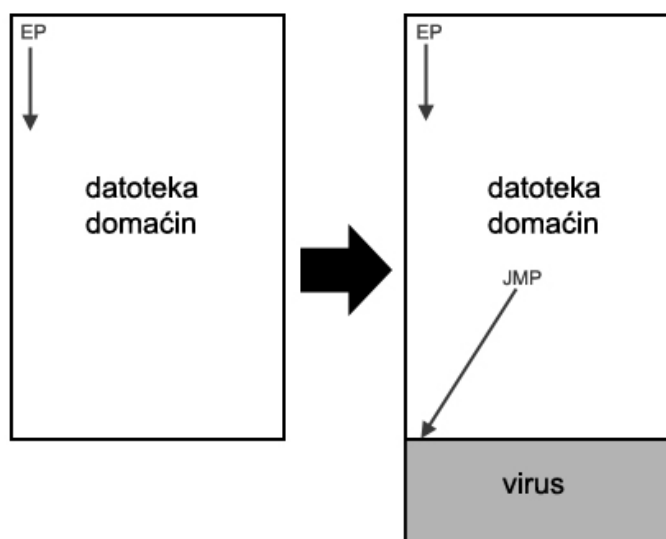 EP
datoteka
domaćin
EP
datoteka
domaćin
JMP
virus